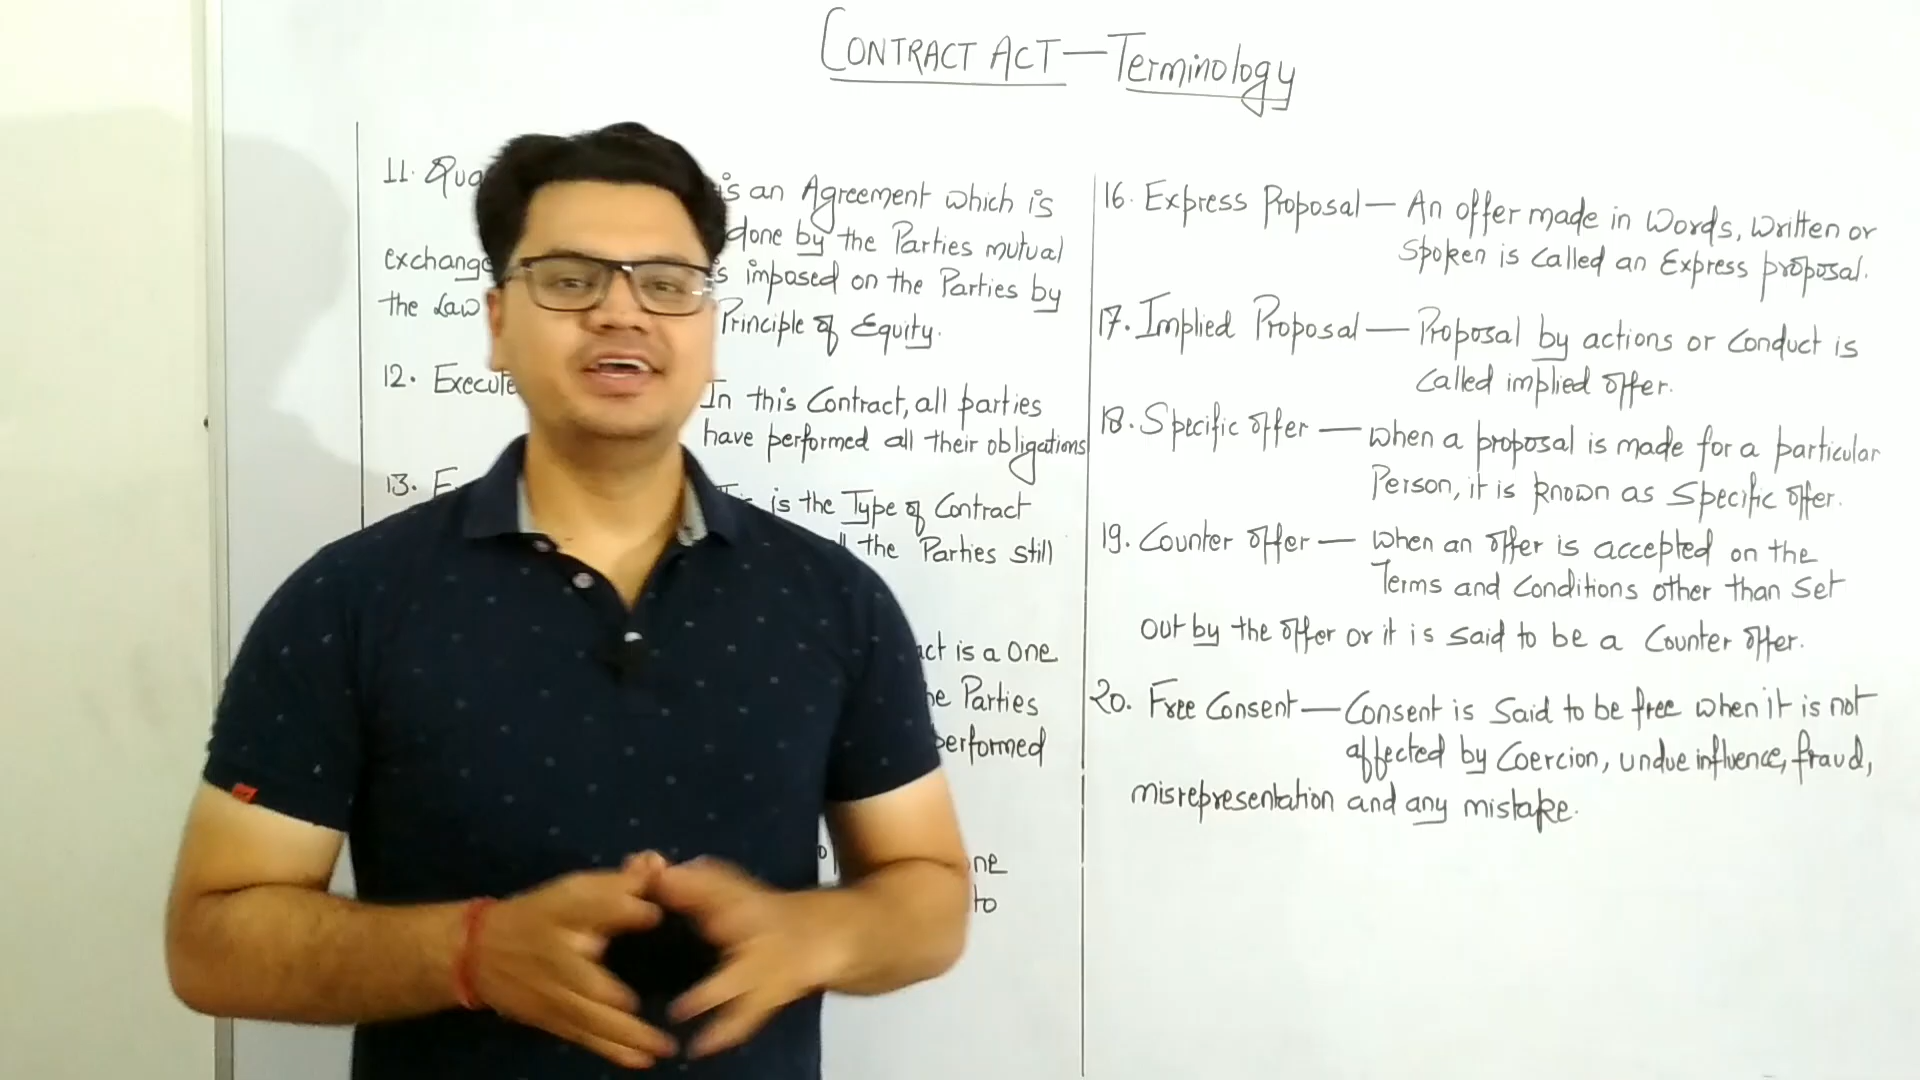 CONTRACT ACT — Terminology
11.
is an Agreement which is
done by the Parties mutual
exchange
imposed on the Parties by
the Law
Principle of Equity.
12.
In this Contract, all parties
have performed all their obligations
13.
is the Type of Contract
the Parties still
is a One
Parties
performed
to
16. Express Proposal — An offer made in Words, Written or
Spoken is called an Express proposal.
17. Implied Proposal — Proposal by actions or Conduct is
Called implied offer.
18. Specific offer — when a proposal is made for a particular
Person, it is known as Specific offer.
19. Counter offer — when an offer is accepted on the
Terms and Conditions other than Set
out by the offer or it is said to be a Counter offer.
20. Free Consent — Consent is Said to be free when it is not
affected by Coercion, undue influence, fraud,
misrepresentation and any mistake.